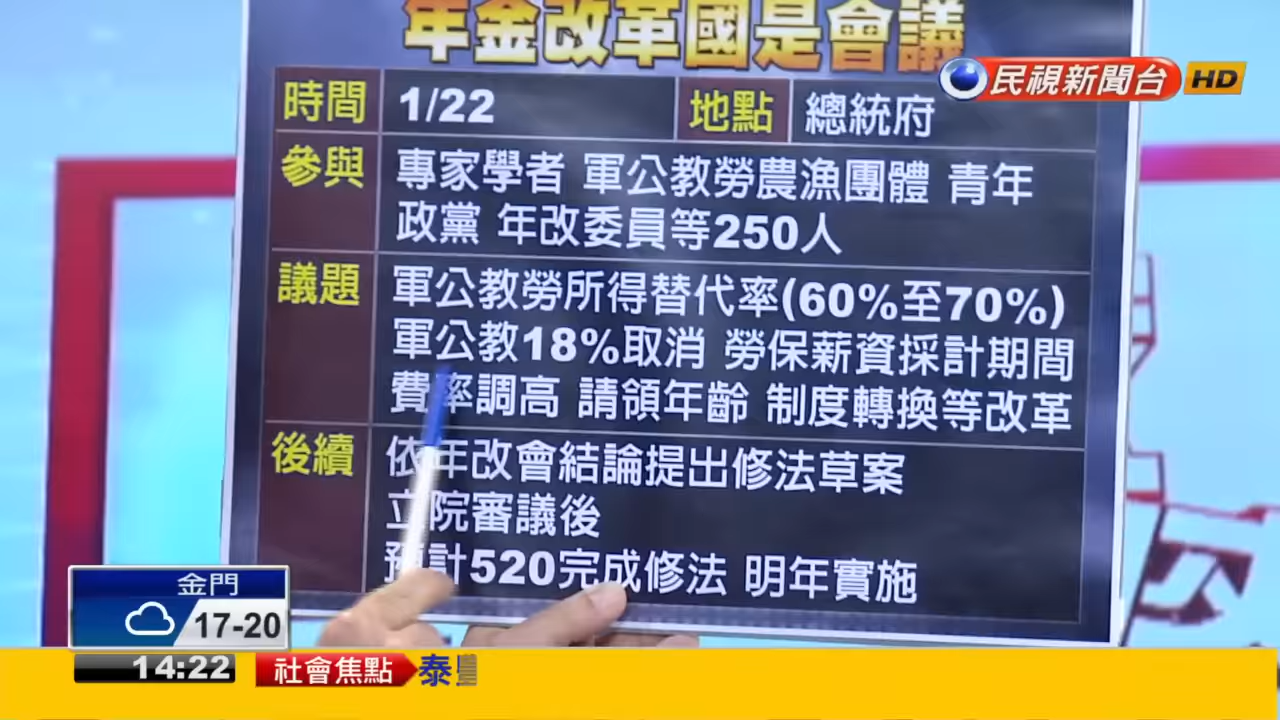 年金改革國是會議
民視新聞台 HD
時間 1/22 地點 總統府
參與 專家學者 軍公教勞農漁團體 青年
政黨 年改委員等250人
議題 軍公教勞所得替代率(60%至70%)
軍公教18%取消 勞保薪資採計期間
費率調高 請領年齡 制度轉換等改革
後續 依年改會結論提出修法草案
立院審議後
預計520完成修法 明年實施
金門
17-20
14:22 社會焦點 泰